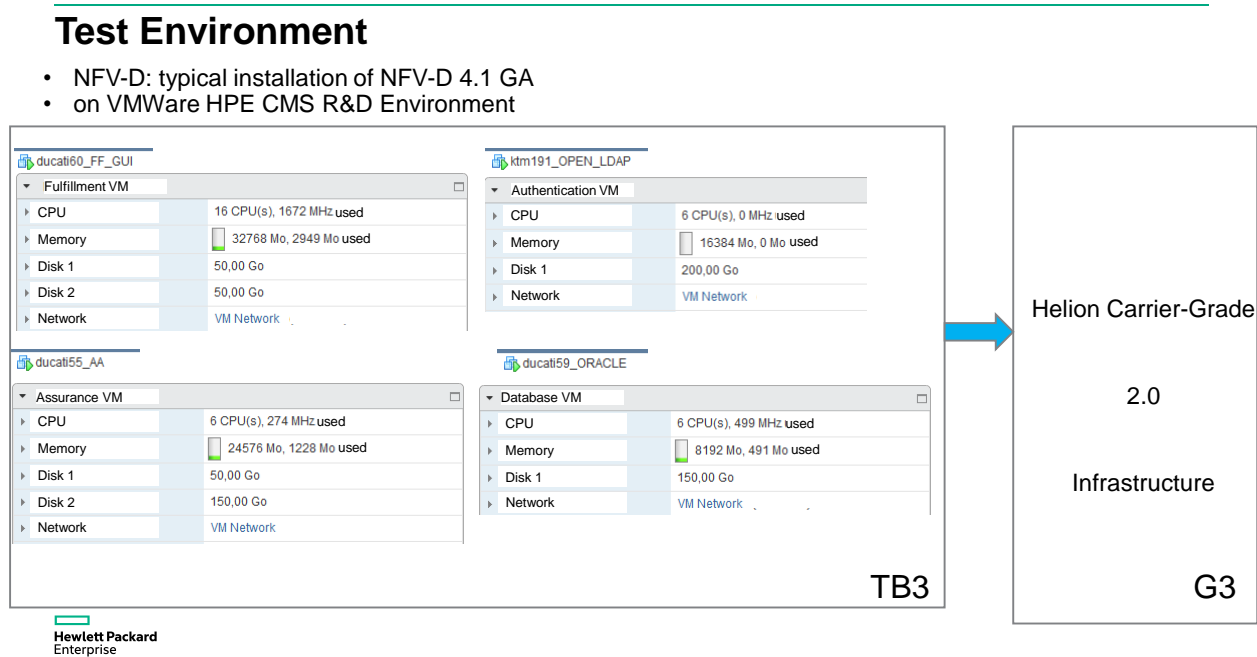 Test Environment
• NFV-D: typical installation of NFV-D 4.1 GA
• on VMWare HPE CMS R&D Environment
ducati60_FF_GUI
Fulfillment VM
CPU 16 CPU(s), 1672 MHz used
Memory 32768 Mo, 2949 Mo used
Disk 1 50,00 Go
Disk 2 50,00 Go
Network VM Network
ktm191_OPEN_LDAP
Authentication VM
CPU 6 CPU(s), 0 MHz used
Memory 16384 Mo, 0 Mo used
Disk 1 200,00 Go
Network VM Network
ducati55_AA
Assurance VM
CPU 6 CPU(s), 274 MHz used
Memory 24576 Mo, 1228 Mo used
Disk 1 50,00 Go
Disk 2 150,00 Go
Network VM Network
ducati59_ORACLE
Database VM
CPU 6 CPU(s), 499 MHz used
Memory 8192 Mo, 491 Mo used
Disk 1 150,00 Go
Network VM Network
TB3
Helion Carrier-Grade
2.0
Infrastructure
G3
Hewlett Packard
Enterprise